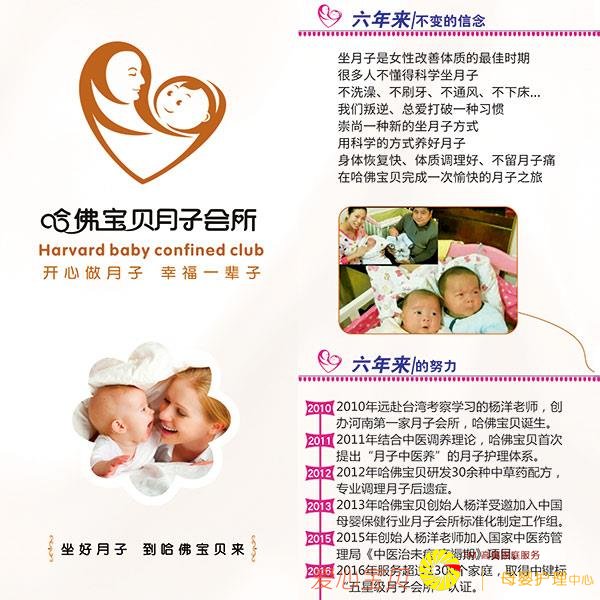 哈佛宝贝月子会所
Harvard baby confined club
开心做月子 幸福一辈子
坐好月子 到哈佛宝贝来
六年来/不变的信念
坐月子是女性改善体质的最佳时期
很多人不懂得科学坐月子
不洗澡、不刷牙、不通风、不下床...
我们叛逆、总爱打破一种习惯
崇尚一种新的坐月子方式
用科学的方式养好月子
身体恢复快、体质调理好、不留月子痛
在哈佛宝贝完成一次愉快的月子之旅
六年来/的努力
2010 2010年远赴台湾考察学习的杨洋老师，创
办河南第一家月子会所，哈佛宝贝诞生。
2011 2011年结合中医调养理论，哈佛宝贝首次
提出“月子中医养”的月子护理体系。
2012 2012年哈佛宝贝研发30余种中草药配方，
专业调理月子后遗症。
2013 2013年哈佛宝贝创始人杨洋受邀加入中国
母婴保健行业月子会所标准化制定工作组。
2015 2015年创始人杨洋加入国家中医药管
理局《中医治未病 项目
2016 2016年服务超过 个家庭，取得中健标
五星级月子会所 认证。
爱心宝贝
母婴护理中心
家庭服务